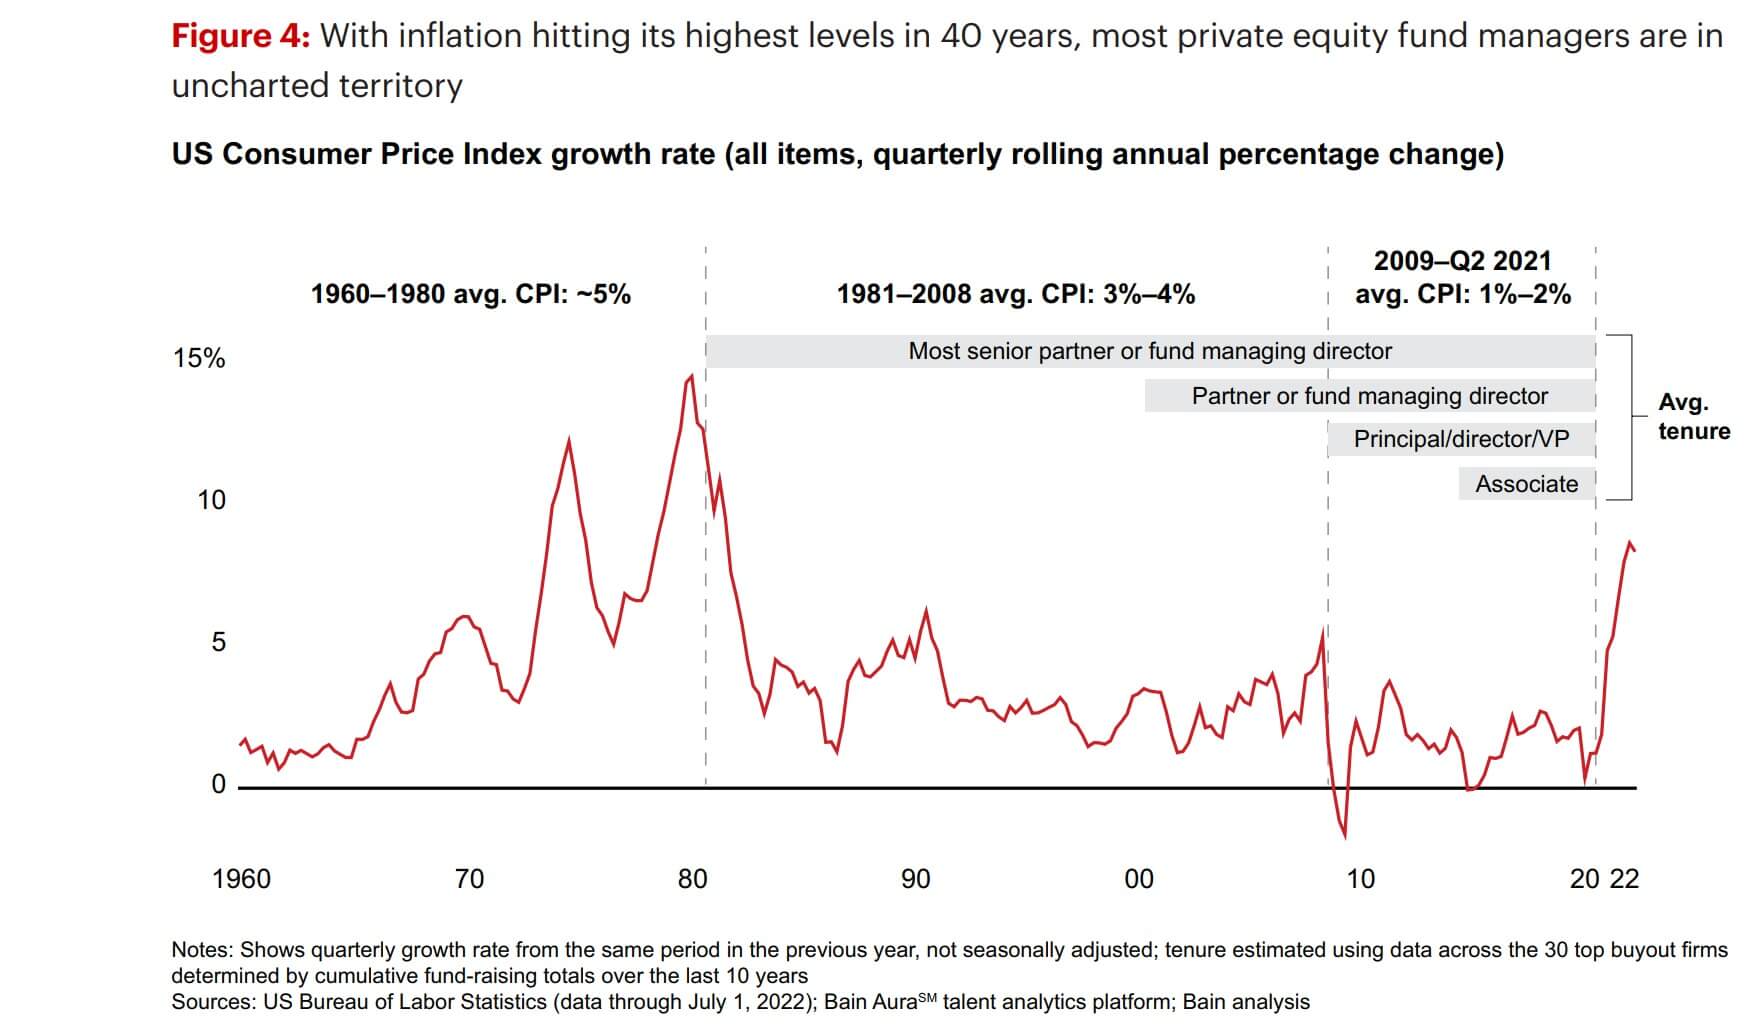 Figure 4: With inflation hitting its highest levels in 40 years, most private equity fund managers are in
uncharted territory
US Consumer Price Index growth rate (all items, quarterly rolling annual percentage change)
1960–1980 avg. CPI: ~5%
1981–2008 avg. CPI: 3%–4%
2009–Q2 2021
avg. CPI: 1%–2%
15%
10
5
0
Most senior partner or fund managing director
Partner or fund managing director
Principal/director/VP
Associate
Avg.
tenure
1960 70 80 90 00 10 20 22
Notes: Shows quarterly growth rate from the same period in the previous year, not seasonally adjusted; tenure estimated using data across the 30 top buyout firms
determined by cumulative fund-raising totals over the last 10 years
Sources: US Bureau of Labor Statistics (data through July 1, 2022); Bain Aura℠ talent analytics platform; Bain analysis